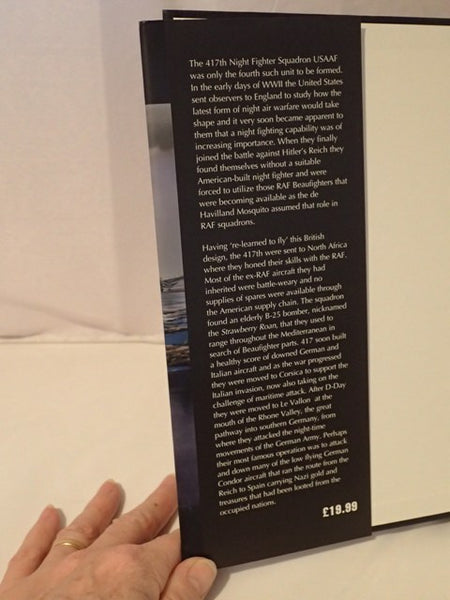 The 417th Night Fighter Squadron USAAF
was only the fourth such unit to be formed.
In the early days of WWII the United States
sent observers to England to study how the
latest form of night air warfare would take
shape and it very soon became apparent to
them that a night fighting capability was of
increasing importance. When they finally
joined the battle against Hitler's Reich they
found themselves without a suitable
American-built night fighter and were
forced to utilize those RAF Beaufighters that
were becoming available as the de
Havilland Mosquito assumed that role in
RAF squadrons.
Having 're-learned to fly' this British
design, the 417th were sent to North Africa
where they honed their skills with the RAF.
Most of the ex-RAF aircraft they had
inherited were battle-weary and no
supplies of spares were available through
the American supply chain. The squadron
found an elderly B-25 bomber, nicknamed
the Strawberry Roan, that they used to
range throughout the Mediterranean in
search of Beaufighter parts. 417 soon built
a healthy score of downed German and
Italian aircraft and as the war progressed
they were moved to Corsica to support the
Italian invasion, now also taking on the
challenge of maritime attack. After D-Day
they were moved to Le Vallon at the
mouth of the Rhone Valley, the great
pathway into southern Germany, from
where they attacked the night-time
movements of the German Army. Perhaps
their most famous operation was to attack
and down many of the low flying German
Condor aircraft that ran the route from the
Reich to Spain carrying Nazi gold and
treasures that had been looted from the
occupied nations.
£19.99